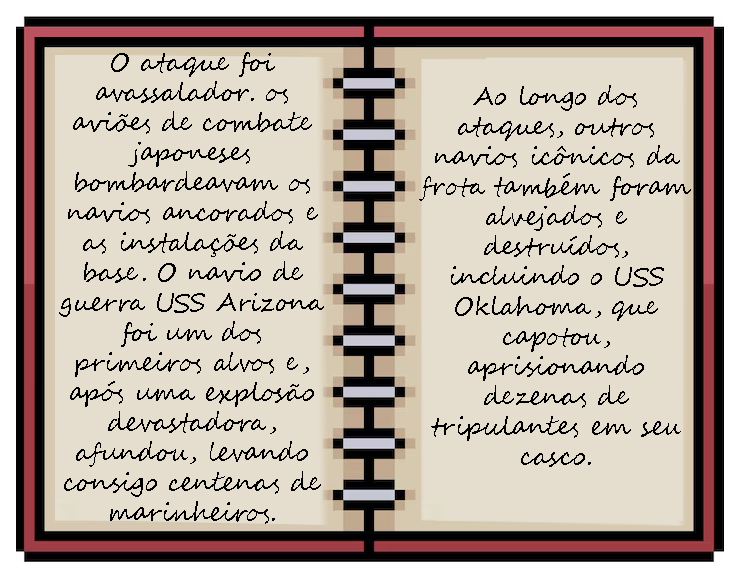 O ataque foi
avassalador. os
aviões de combate
japoneses
bombardeavam os
navios ancorados e
as instalações da
base. O navio de
guerra USS Arizona
foi um dos
primeiros alvos e,
após uma explosão
devastadora,
afundou, levando
consigo centenas de
marinheiros.
Ao longo dos
ataques, outros
navios icônicos da
frota também foram
alvejados e
destruídos,
incluindo o USS
Oklahoma, que
capotou,
aprisionando
dezenas de
tripulantes em seu
casco.